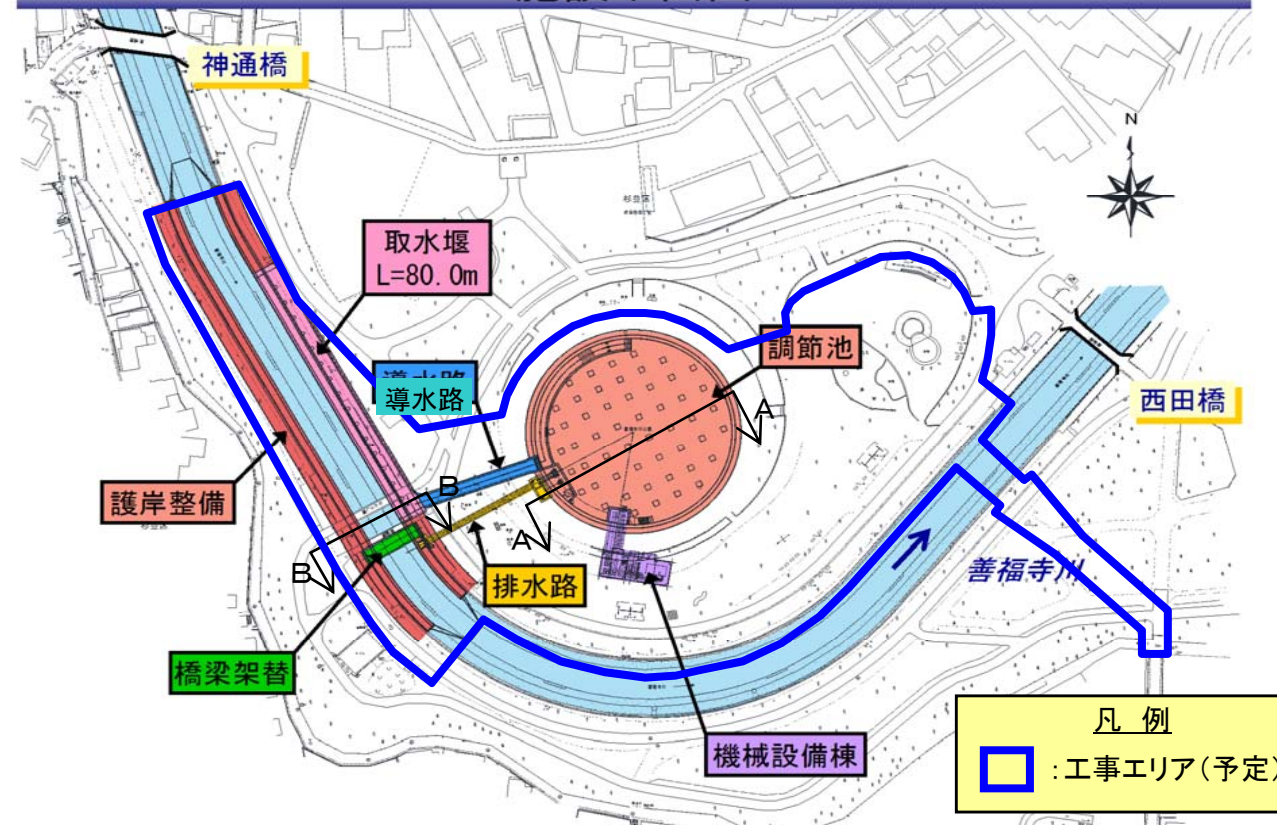 神通橋
N
取水堰
L=80.0m
調節池
導水路
導水路
A
西田橋
B
護岸整備
A
B
排水路
善福寺川
橋梁架替
機械設備棟
凡 例
:工事エリア(予定)